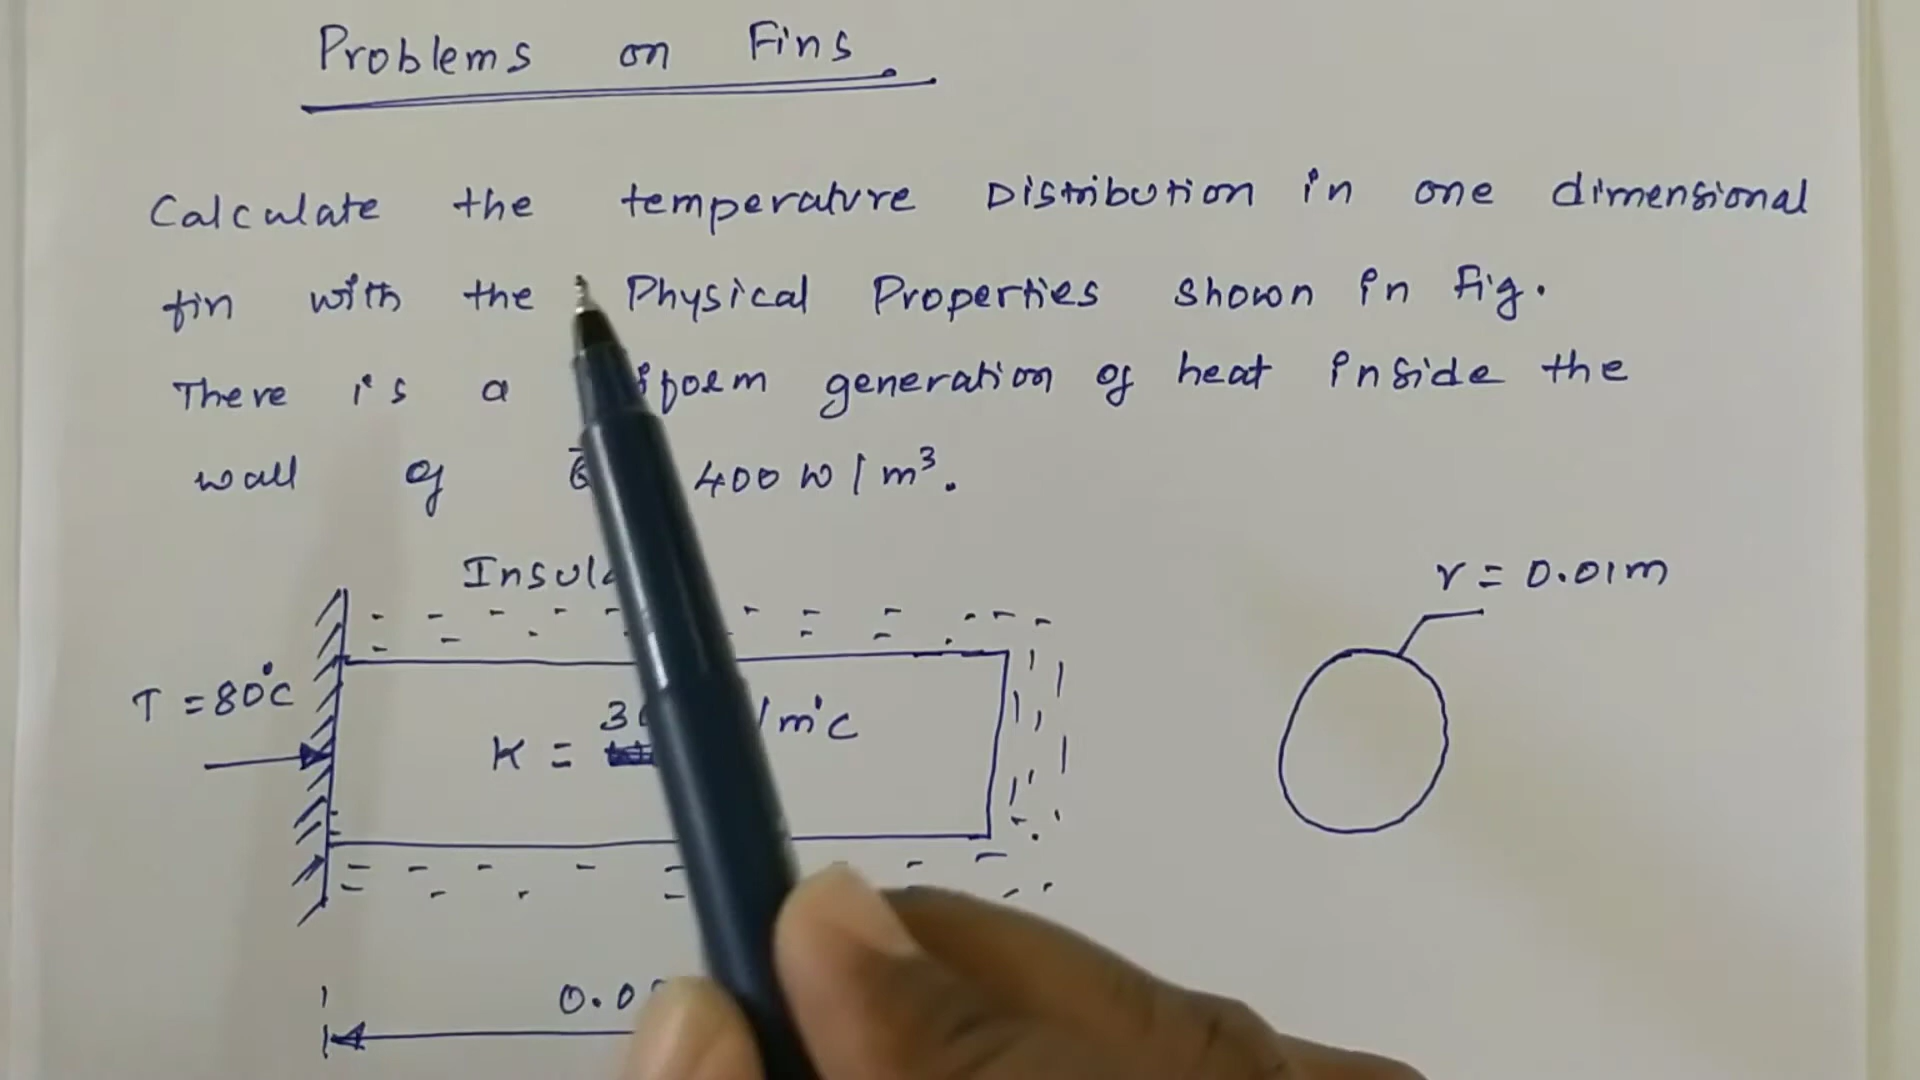 Problems on Fins
Calculate the temperature Distribution in one dimensional
fin with the Physical Properties shown in fig.
There is a generation of heat inside the
wall of 400 W/m³.
r = 0.01m
T = 80°C
K = /m°C